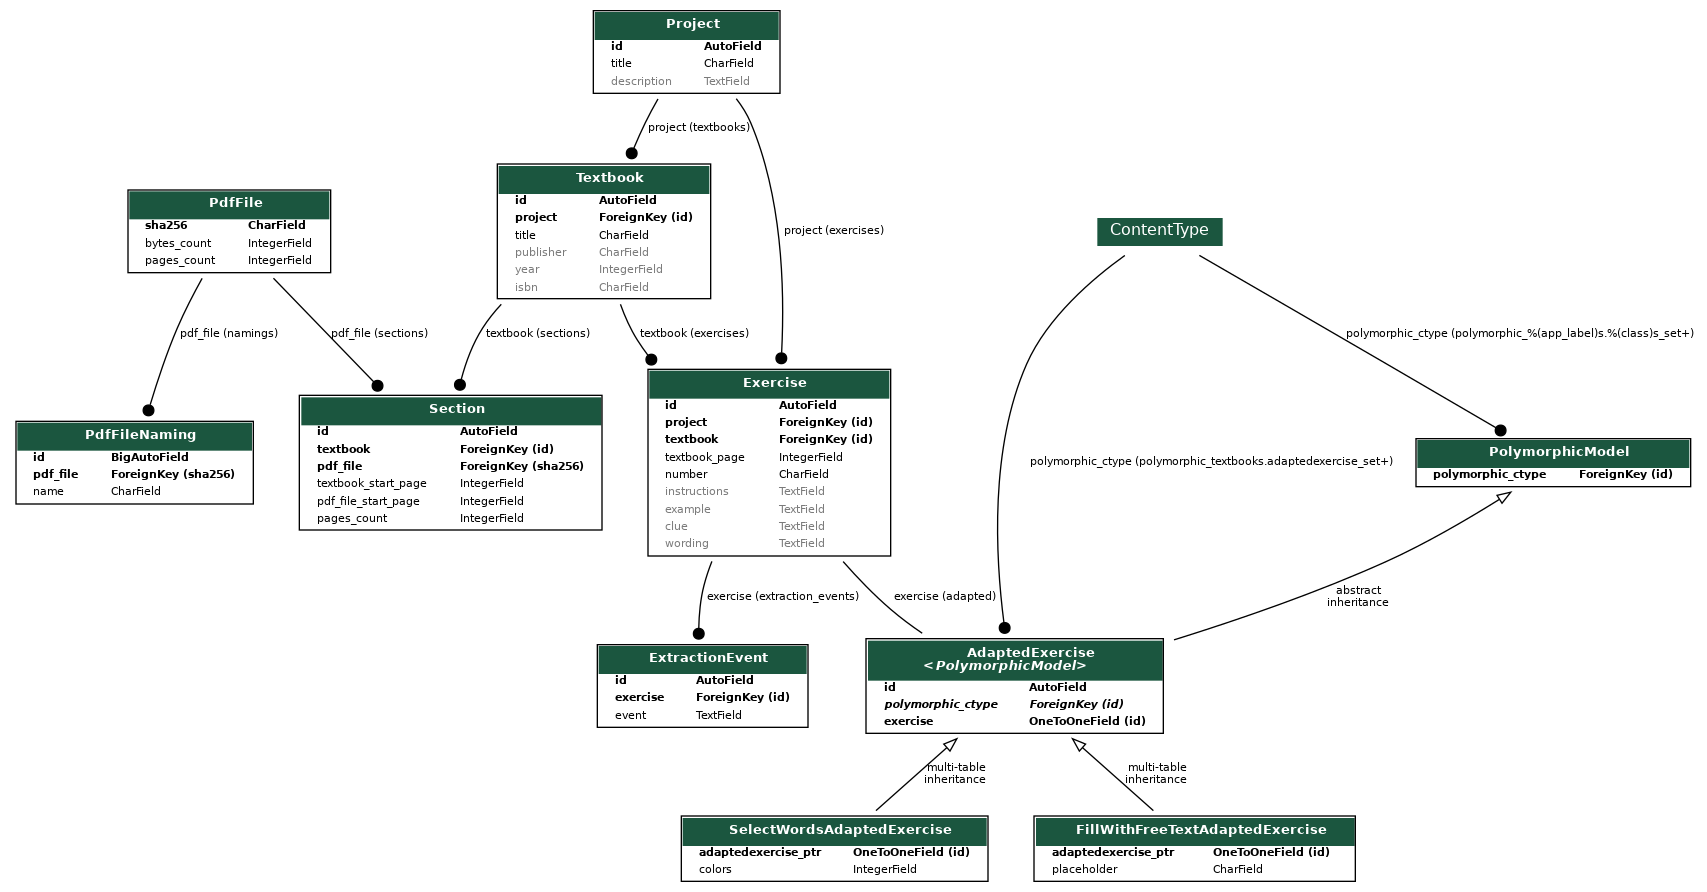 Project
id AutoField
title CharField
description TextField
project (textbooks)
project (exercises)
Textbook
id AutoField
project ForeignKey (id)
title CharField
publisher CharField
year IntegerField
isbn CharField
PdfFile
sha256 CharField
bytes_count IntegerField
pages_count IntegerField
ContentType
pdf_file (namings)
pdf_file (sections)
textbook (sections)
textbook (exercises)
polymorphic_ctype (polymorphic_%(app_label)s.%(class)s_set+)
PdfFileNaming
id BigAutoField
pdf_file ForeignKey (sha256)
name CharField
Section
id AutoField
textbook ForeignKey (id)
pdf_file ForeignKey (sha256)
textbook_start_page IntegerField
pdf_file_start_page IntegerField
pages_count IntegerField
Exercise
id AutoField
project ForeignKey (id)
textbook ForeignKey (id)
textbook_page IntegerField
number CharField
instructions TextField
example TextField
clue TextField
wording TextField
polymorphic_ctype (polymorphic_textbooks.adaptedexercise_set+)
PolymorphicModel
polymorphic_ctype ForeignKey (id)
exercise (extraction_events)
exercise (adapted)
abstract
inheritance
ExtractionEvent
id AutoField
exercise ForeignKey (id)
event TextField
AdaptedExercise
<PolymorphicModel>
id AutoField
polymorphic_ctype ForeignKey (id)
exercise OneToOneField (id)
multi-table
inheritance
multi-table
inheritance
SelectWordsAdaptedExercise
adaptedexercise_ptr OneToOneField (id)
colors IntegerField
FillWithFreeTextAdaptedExercise
adaptedexercise_ptr OneToOneField (id)
placeholder CharField